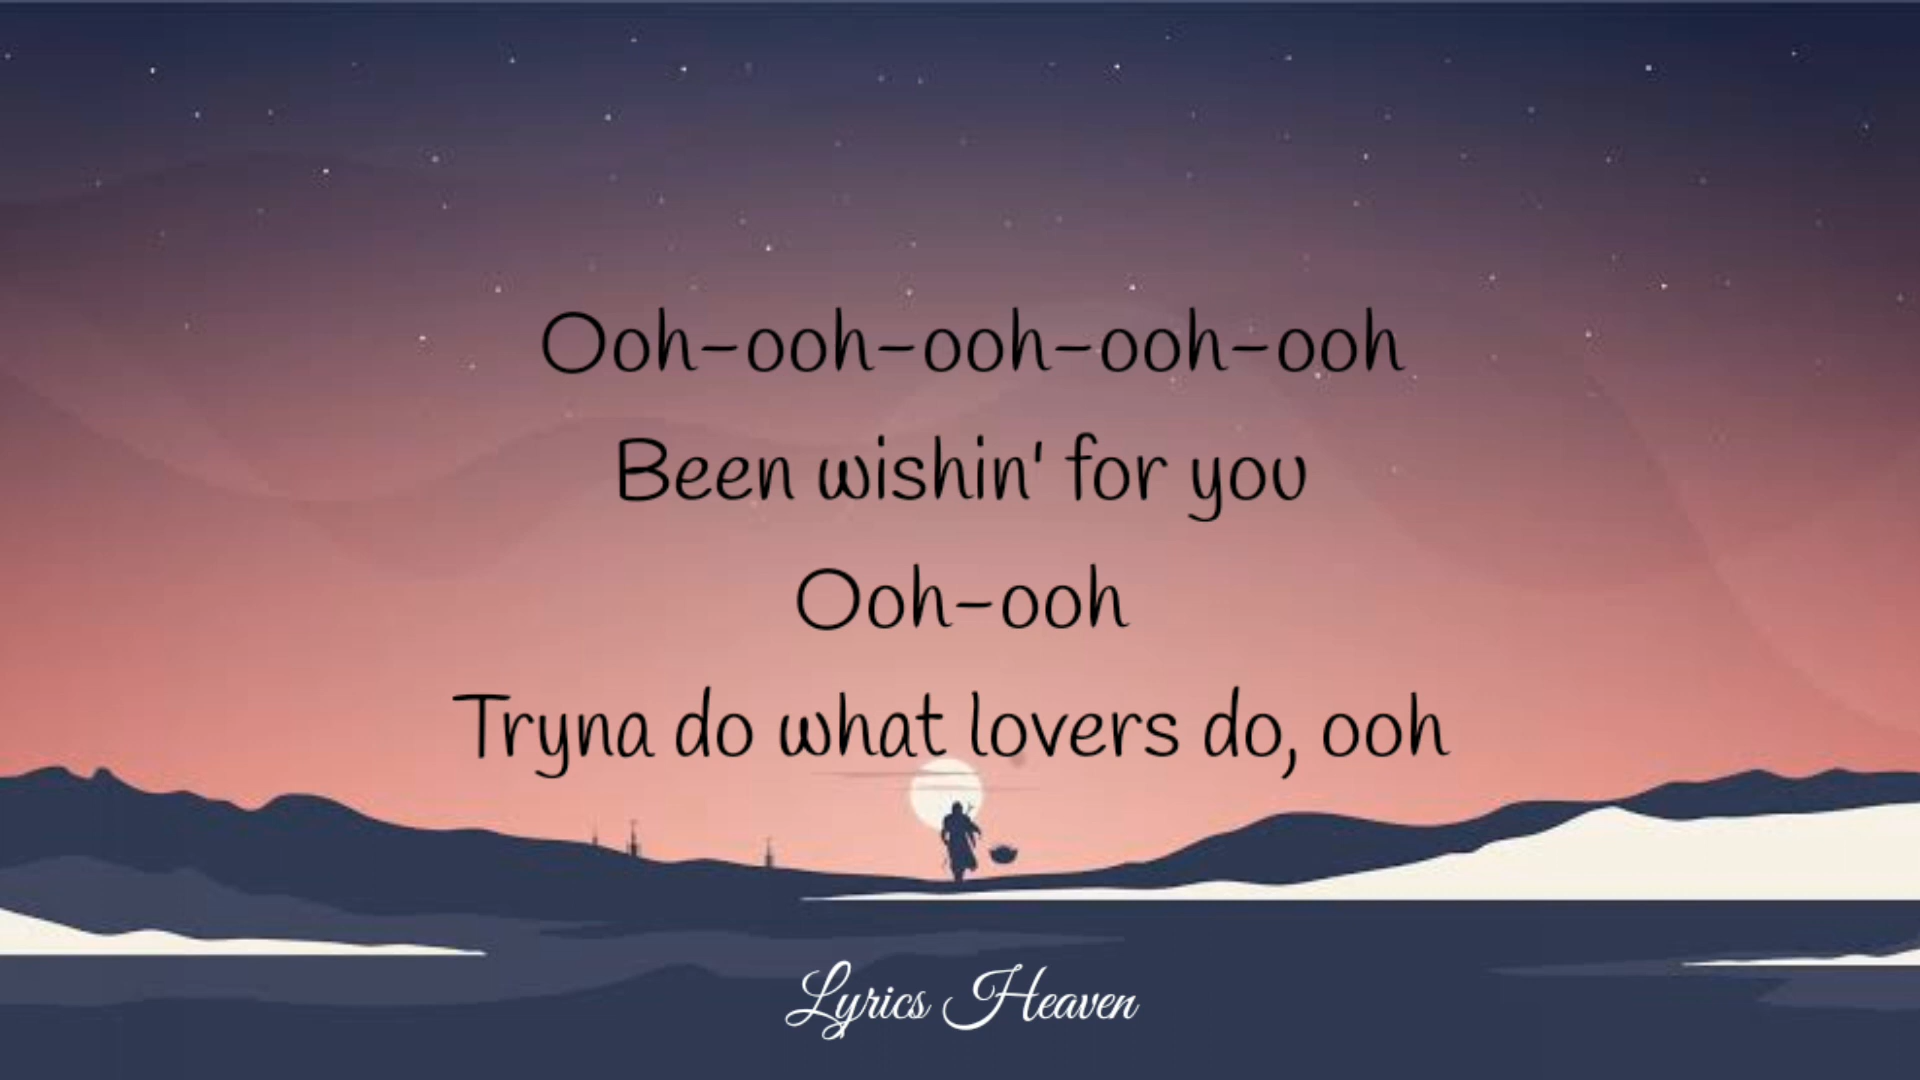 Ooh-ooh-ooh-ooh-ooh
Been wishin' for you
Ooh-ooh
Tryna do what lovers do, ooh
Lyrics Heaven